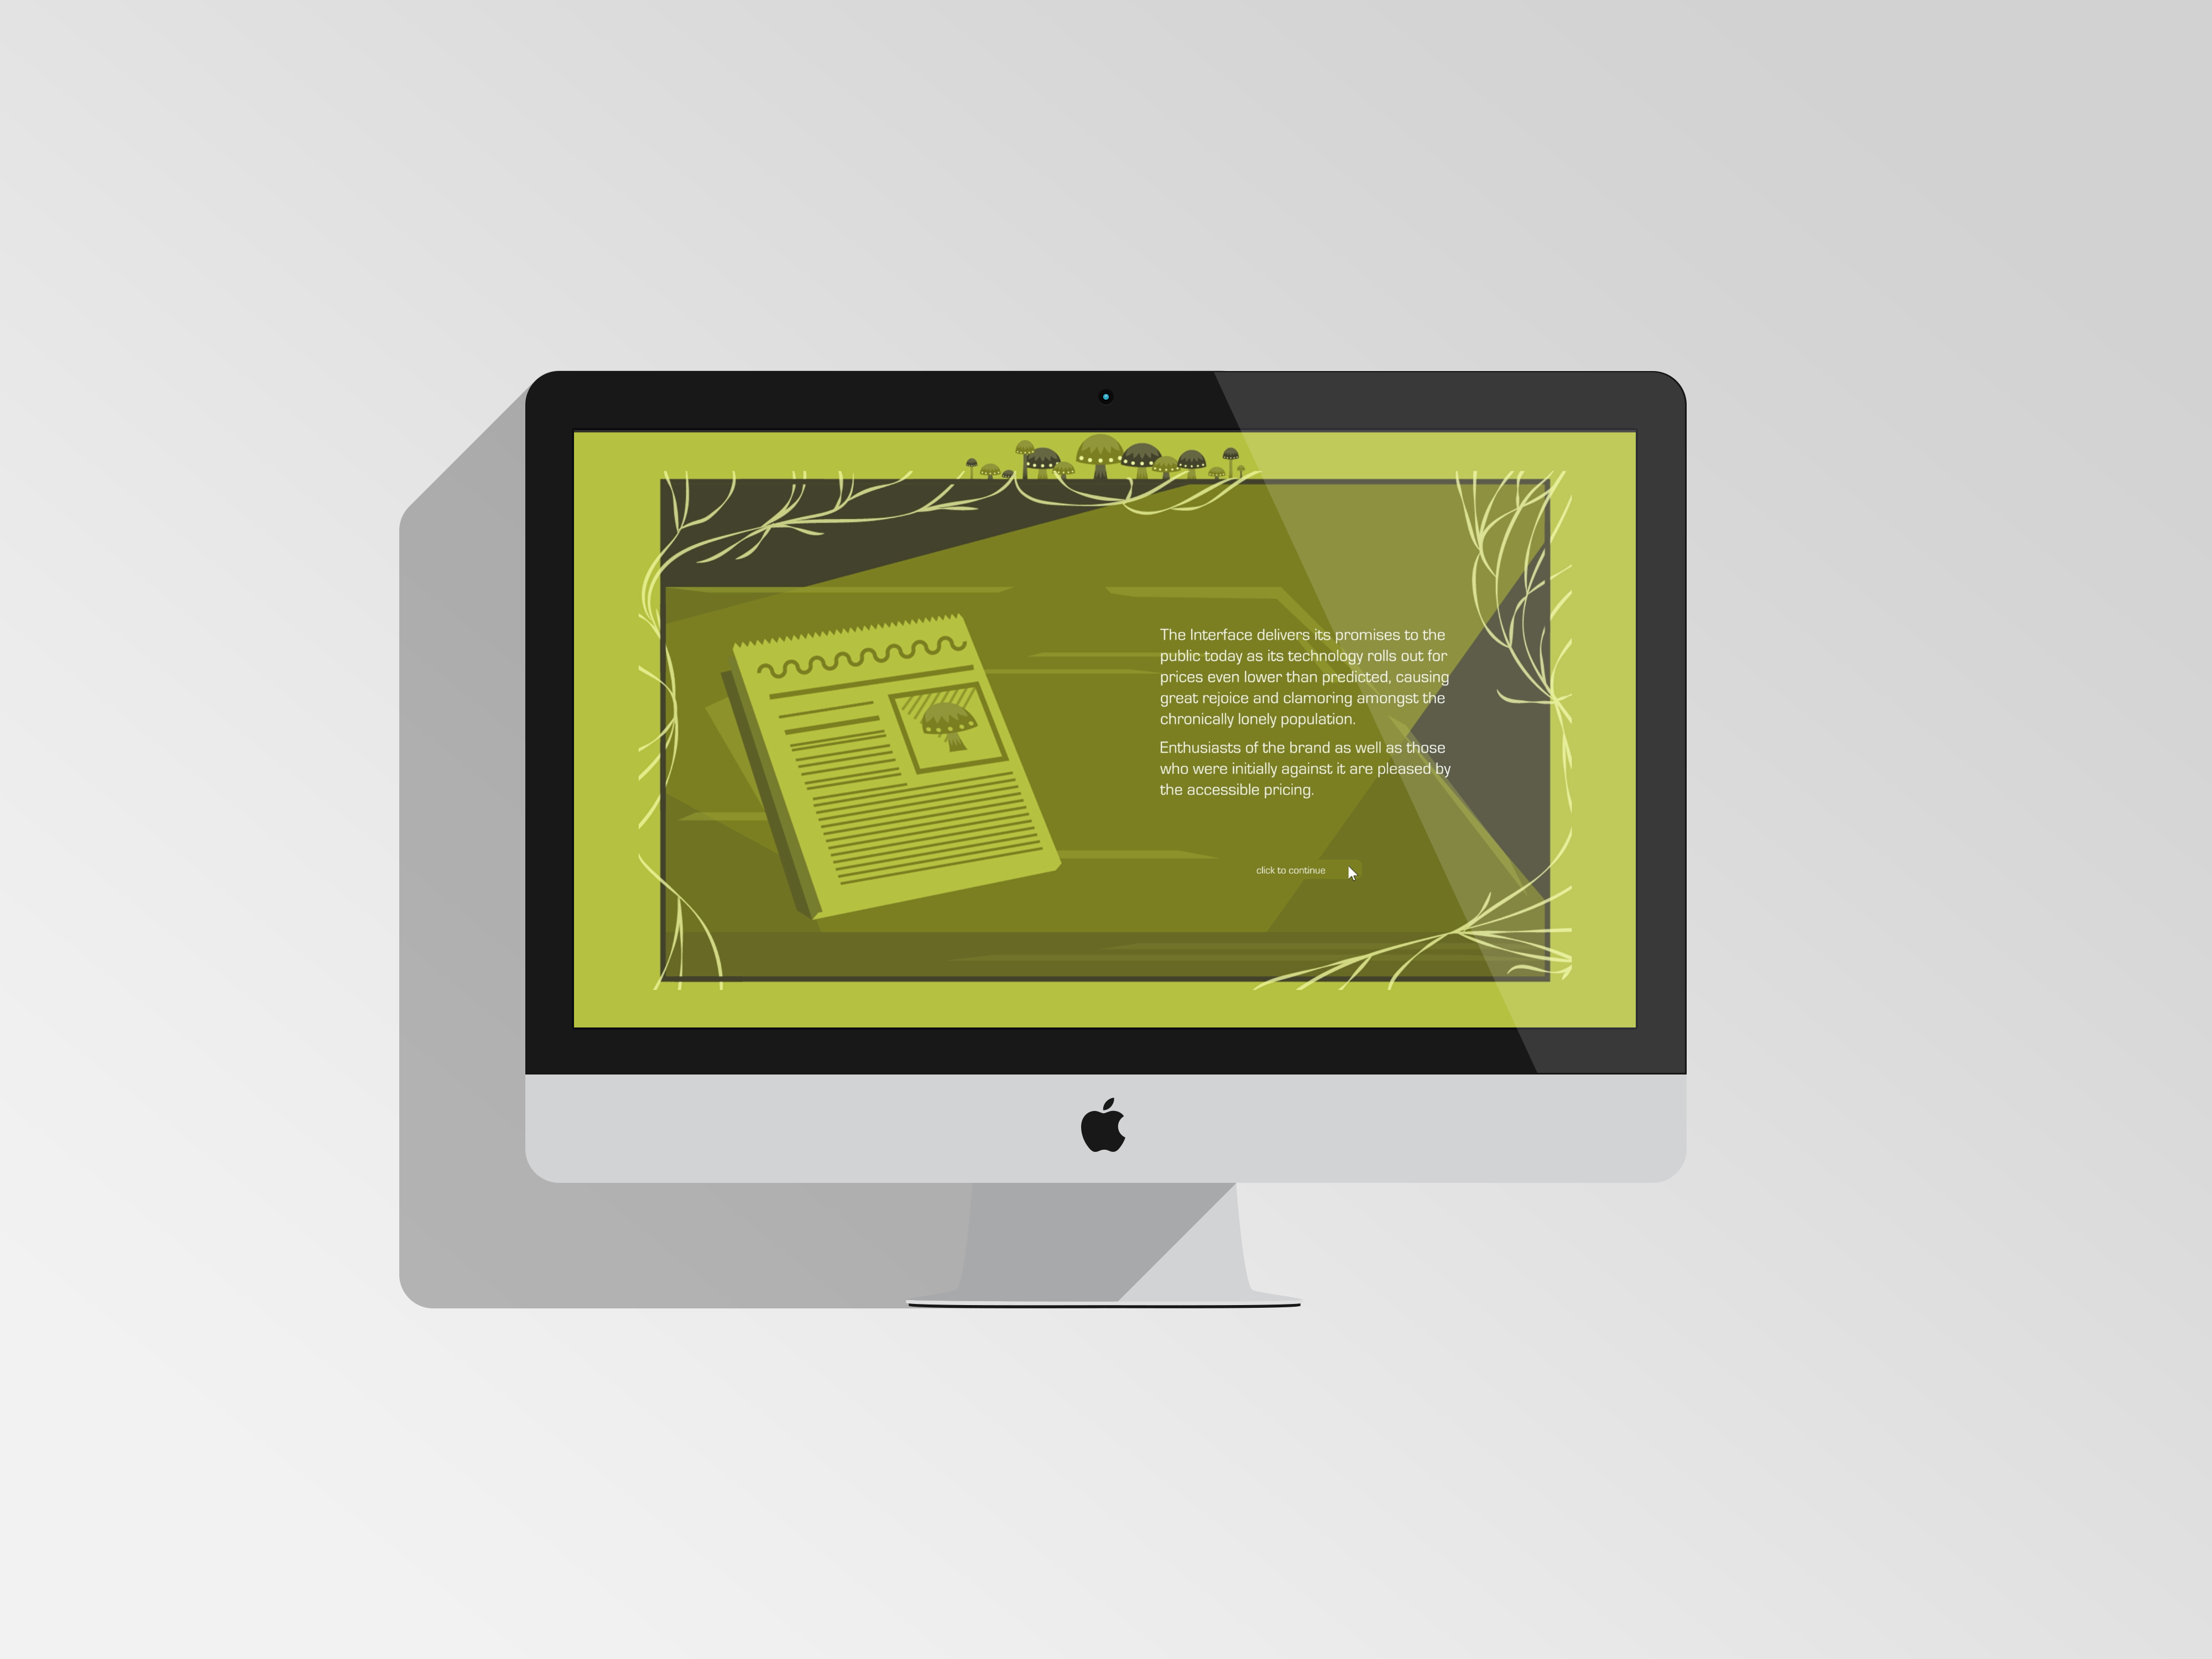 The Interface delivers its promises to the
public today as its technology rolls out for
prices even lower than predicted, causing
great rejoice and clamoring amongst the
chronically lonely population.
Enthusiasts of the brand as well as those
who were initially against it are pleased by
the accessible pricing.
click to continue